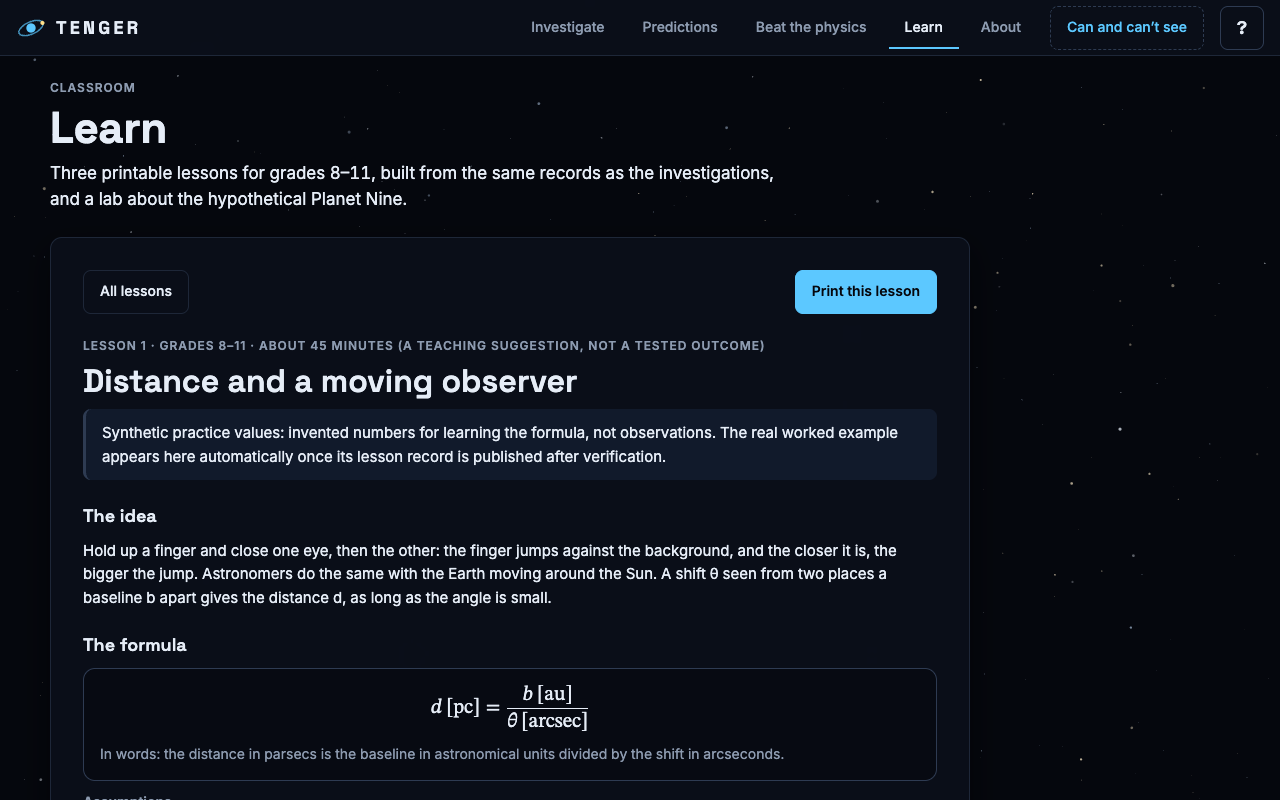 TENGER
Investigate
Predictions
Beat the physics
Learn
About
Can and can't see
?
CLASSROOM
Learn
Three printable lessons for grades 8–11, built from the same records as the investigations,
and a lab about the hypothetical Planet Nine.
All lessons
Print this lesson
LESSON 1 · GRADES 8–11 · ABOUT 45 MINUTES (A TEACHING SUGGESTION, NOT A TESTED OUTCOME)
Distance and a moving observer
Synthetic practice values: invented numbers for learning the formula, not observations. The real worked example
appears here automatically once its lesson record is published after verification.
The idea
Hold up a finger and close one eye, then the other: the finger jumps against the background, and the closer it is, the
bigger the jump. Astronomers do the same with the Earth moving around the Sun. A shift θ seen from two places a
baseline b apart gives the distance d, as long as the angle is small.
The formula
d [pc] = b [au] / θ [arcsec]
In words: the distance in parsecs is the baseline in astronomical units divided by the shift in arcseconds.